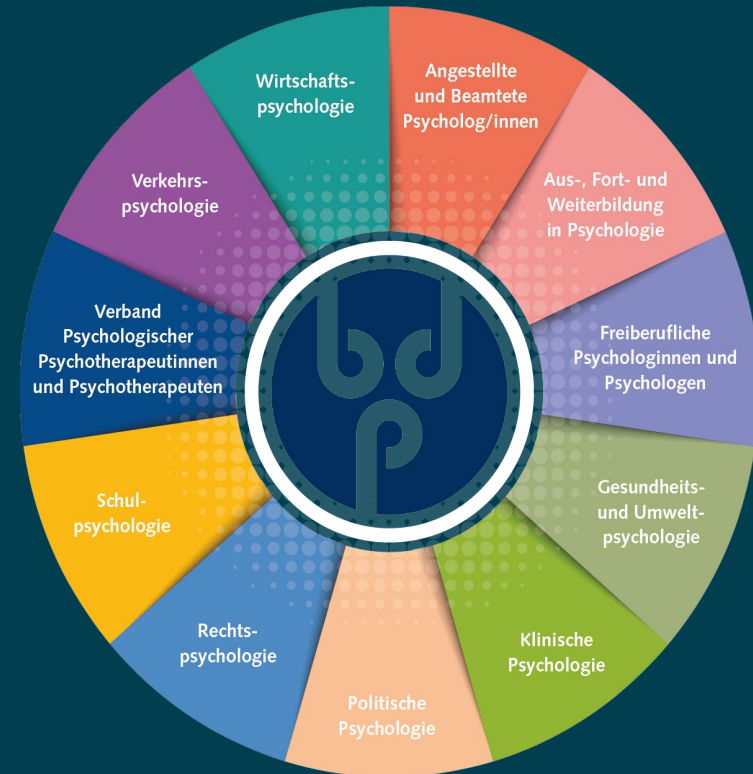 Wirtschafts-
psychologie
Angestellte
und Beamtete
Psycholog/innen
Aus-, Fort- und
Weiterbildung
in Psychologie
Freiberufliche
Psychologinnen und
Psychologen
Gesundheits-
und Umwelt-
psychologie
Klinische
Psychologie
Politische
Psychologie
Rechts-
psychologie
Schul-
psychologie
Verband
Psychologischer
Psychotherapeutinnen
und Psychotherapeuten
Verkehrs-
psychologie
bd
p